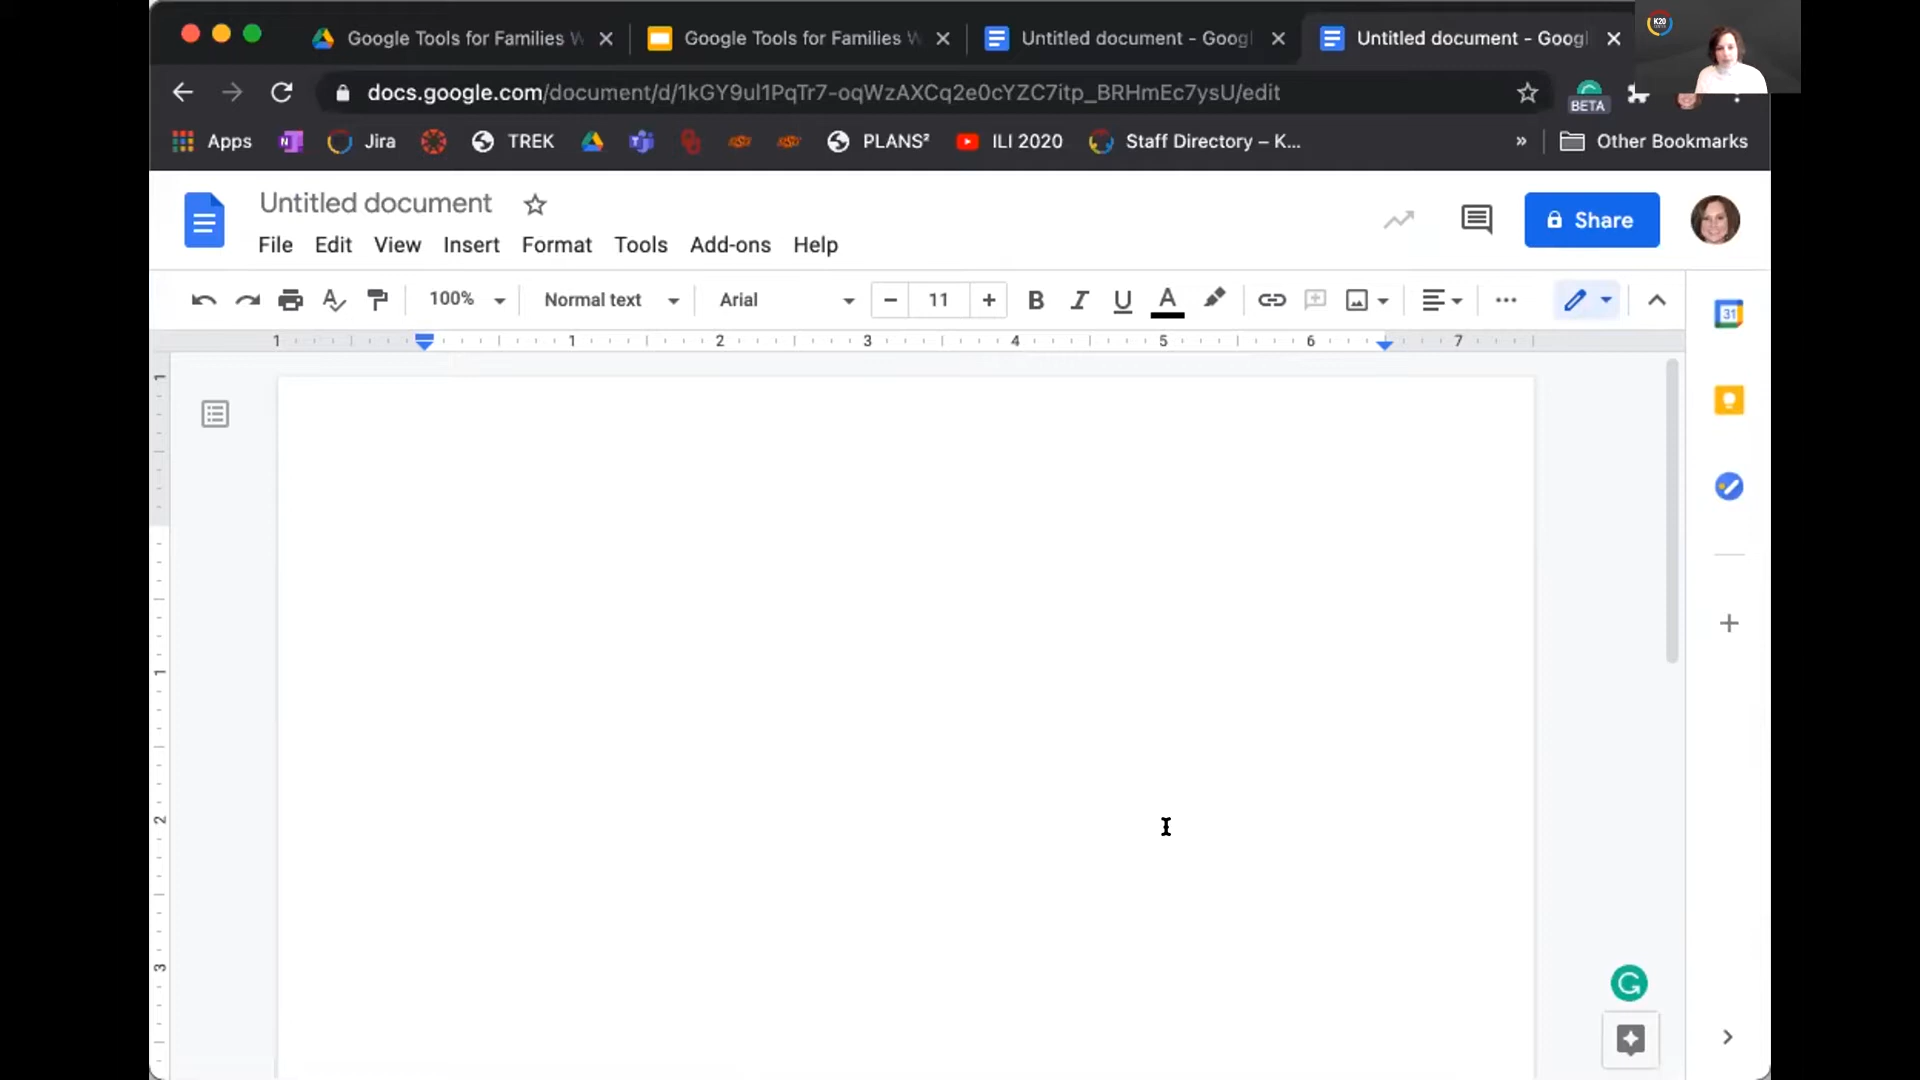 Google Tools for Families W
Google Tools for Families W
Untitled document - Googl
Untitled document - Googl
K20
docs.google.com/document/d/1kGY9ul1PqTr7-oqWzAXCq2e0cYZC7itp_BRHmEc7ysU/edit
BETA
Apps
N
Jira
TREK
PLANS²
ILI 2020
Staff Directory – K...
»
Other Bookmarks
Untitled document
Share
File Edit View Insert Format Tools Add-ons Help
100% Normal text Arial − 11 + B I U A
31
1 1 2 3 4 5 6 7
1
1
2
3